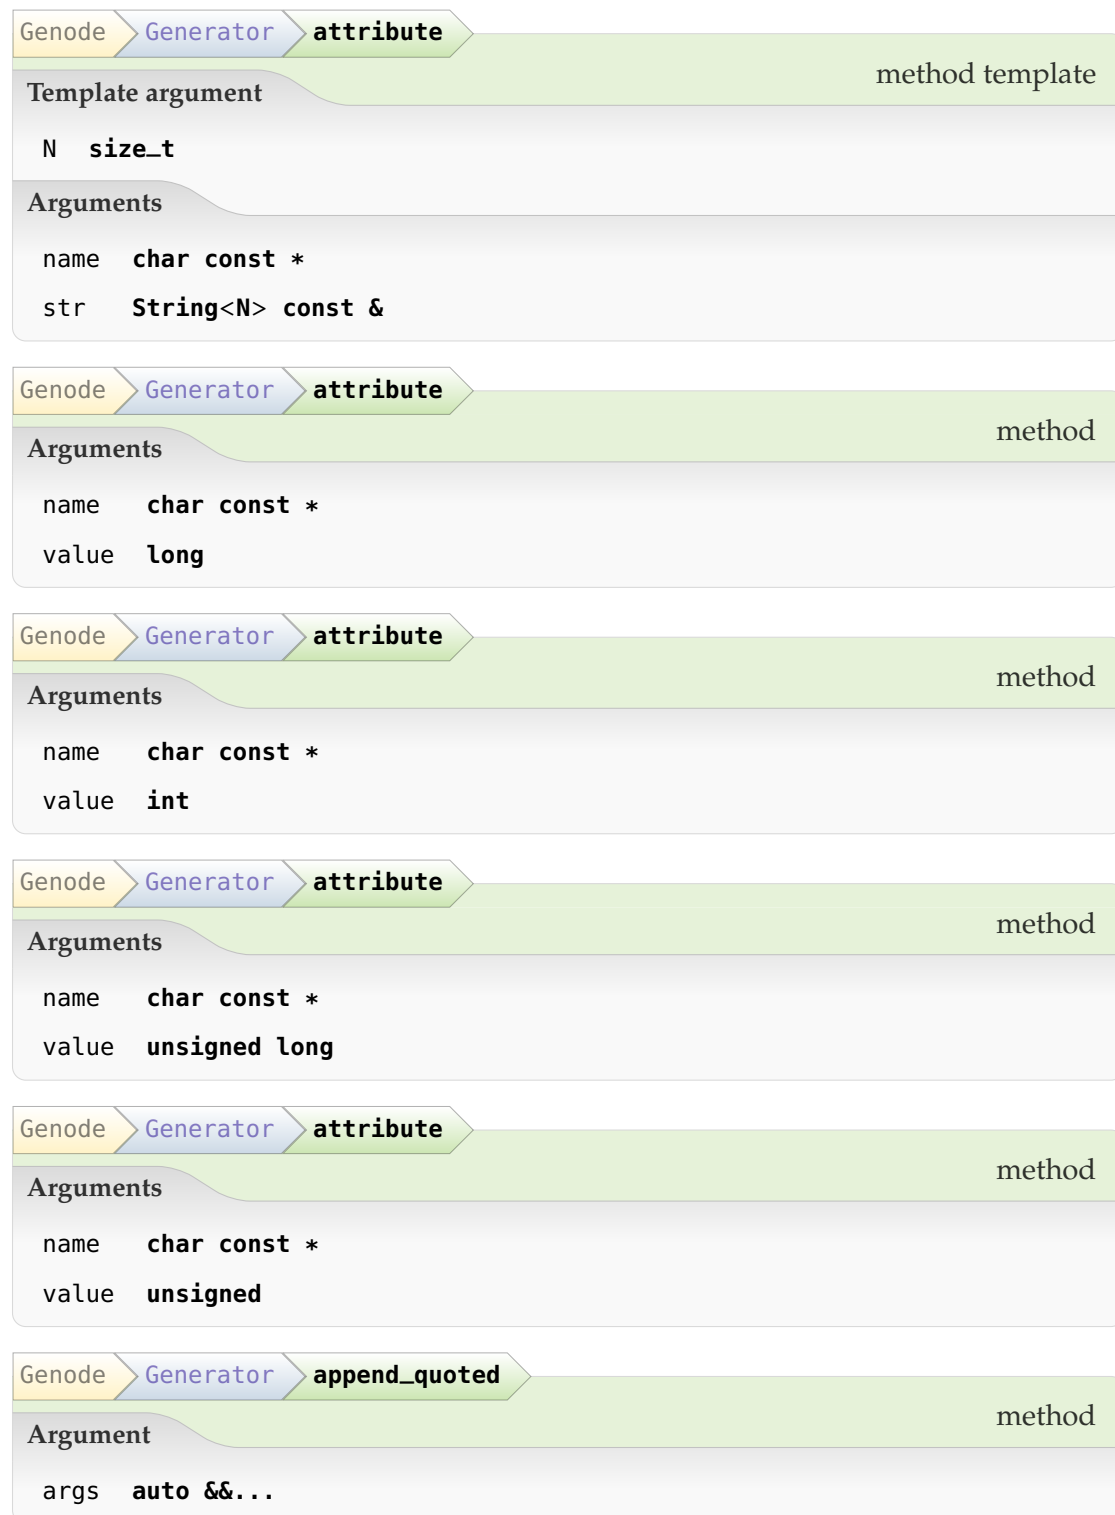 Genode Generator attribute
method template
Template argument
N size_t
Arguments
name char const *
str String<N> const &
Genode Generator attribute
method
Arguments
name char const *
value long
Genode Generator attribute
method
Arguments
name char const *
value int
Genode Generator attribute
method
Arguments
name char const *
value unsigned long
Genode Generator attribute
method
Arguments
name char const *
value unsigned
Genode Generator append_quoted
method
Argument
args auto &&...